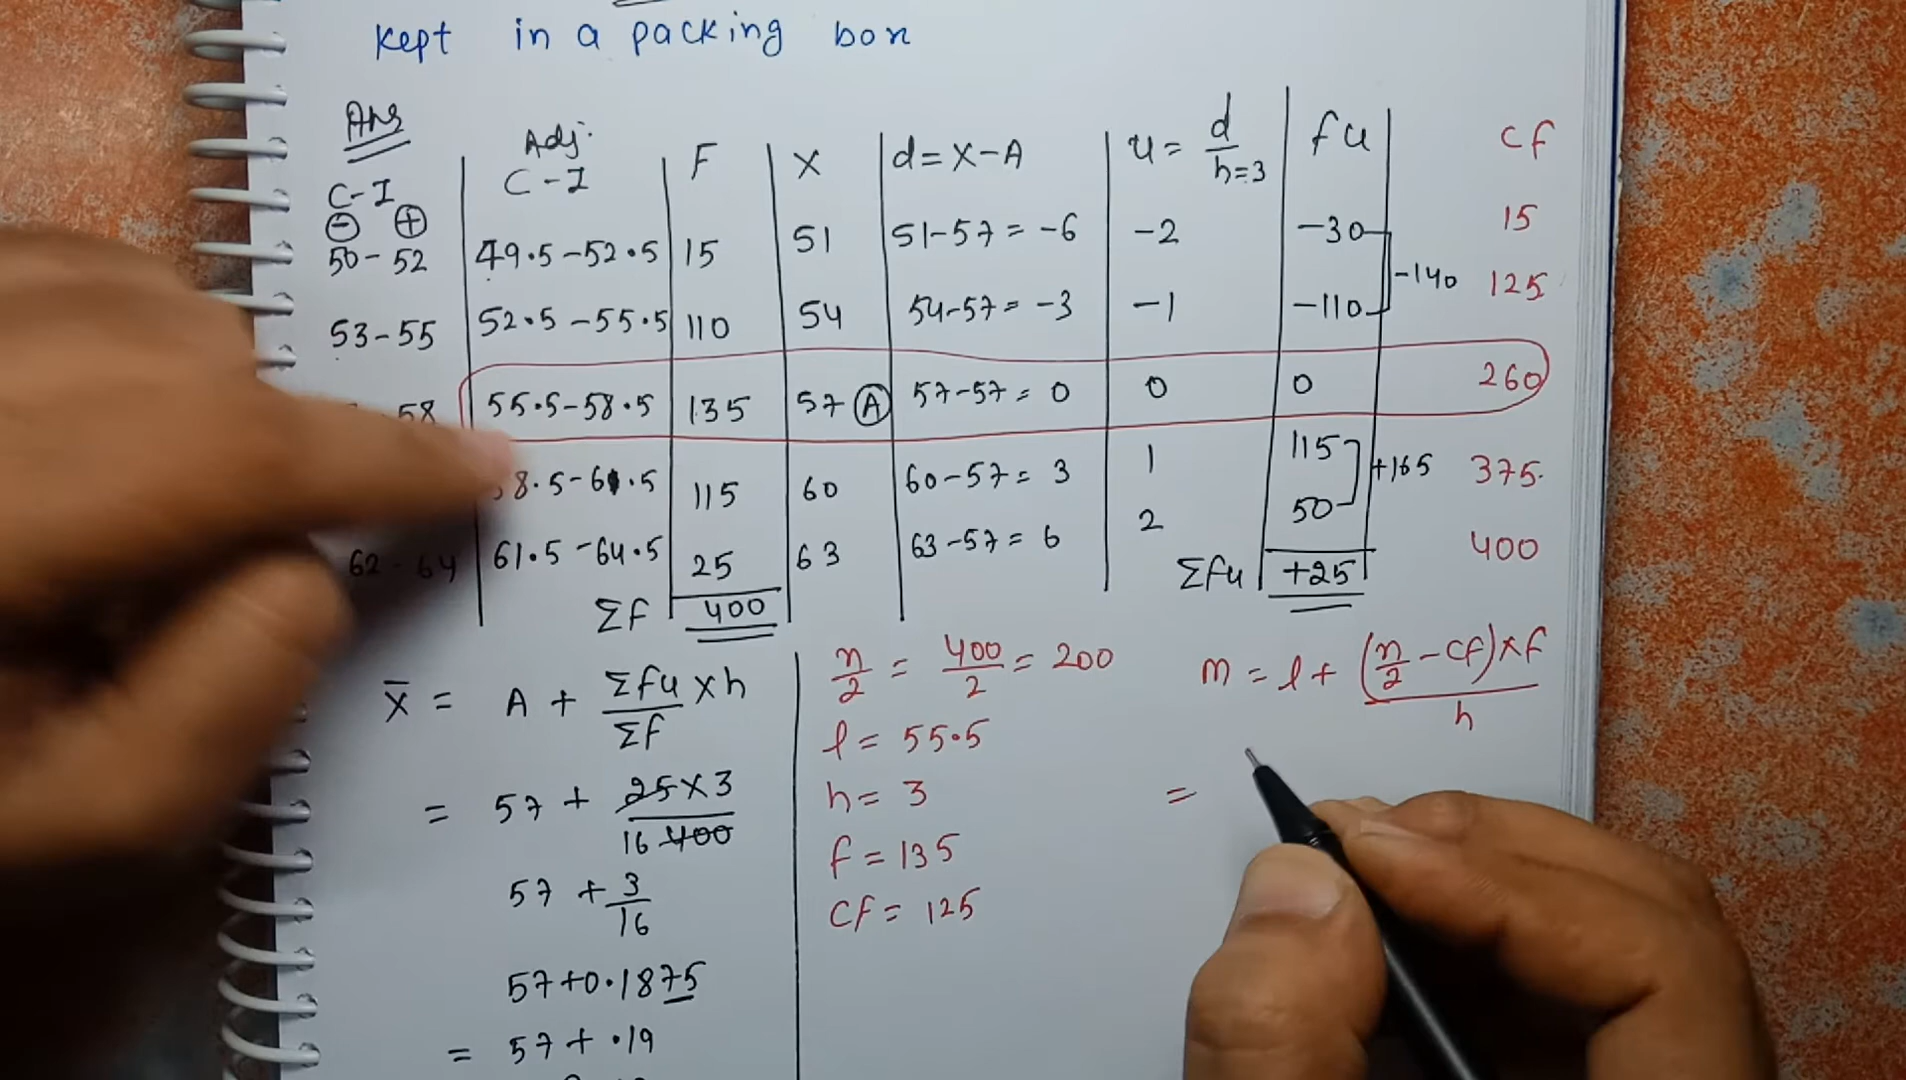 kept in a packing box
Ans
C-I Adj. C-I F X d=X-A u= d/h=3 fu cf
⊖ ⊕
50-52 49.5-52.5 15 51 51-57=-6 -2 -30 15
-140
53-55 52.5-55.5 110 54 54-57=-3 -1 -110 125
58 55.5-58.5 135 57 Ⓐ 57-57=0 0 0 260
8.5-61.5 115 60 60-57=3 1 115 375
+165
62-64 61.5-64.5 25 63 63-57=6 2 50 400
Σf 400 Σfu +25
x̄ = A + Σfu/Σf × h
= 57 + 25×3/16 400
57 + 3/16
57+0.1875
= 57+.19
n/2 = 400/2 = 200
l = 55.5
h = 3
f = 135
cf = 125
m = l + (n/2 - cf)×f/h
=